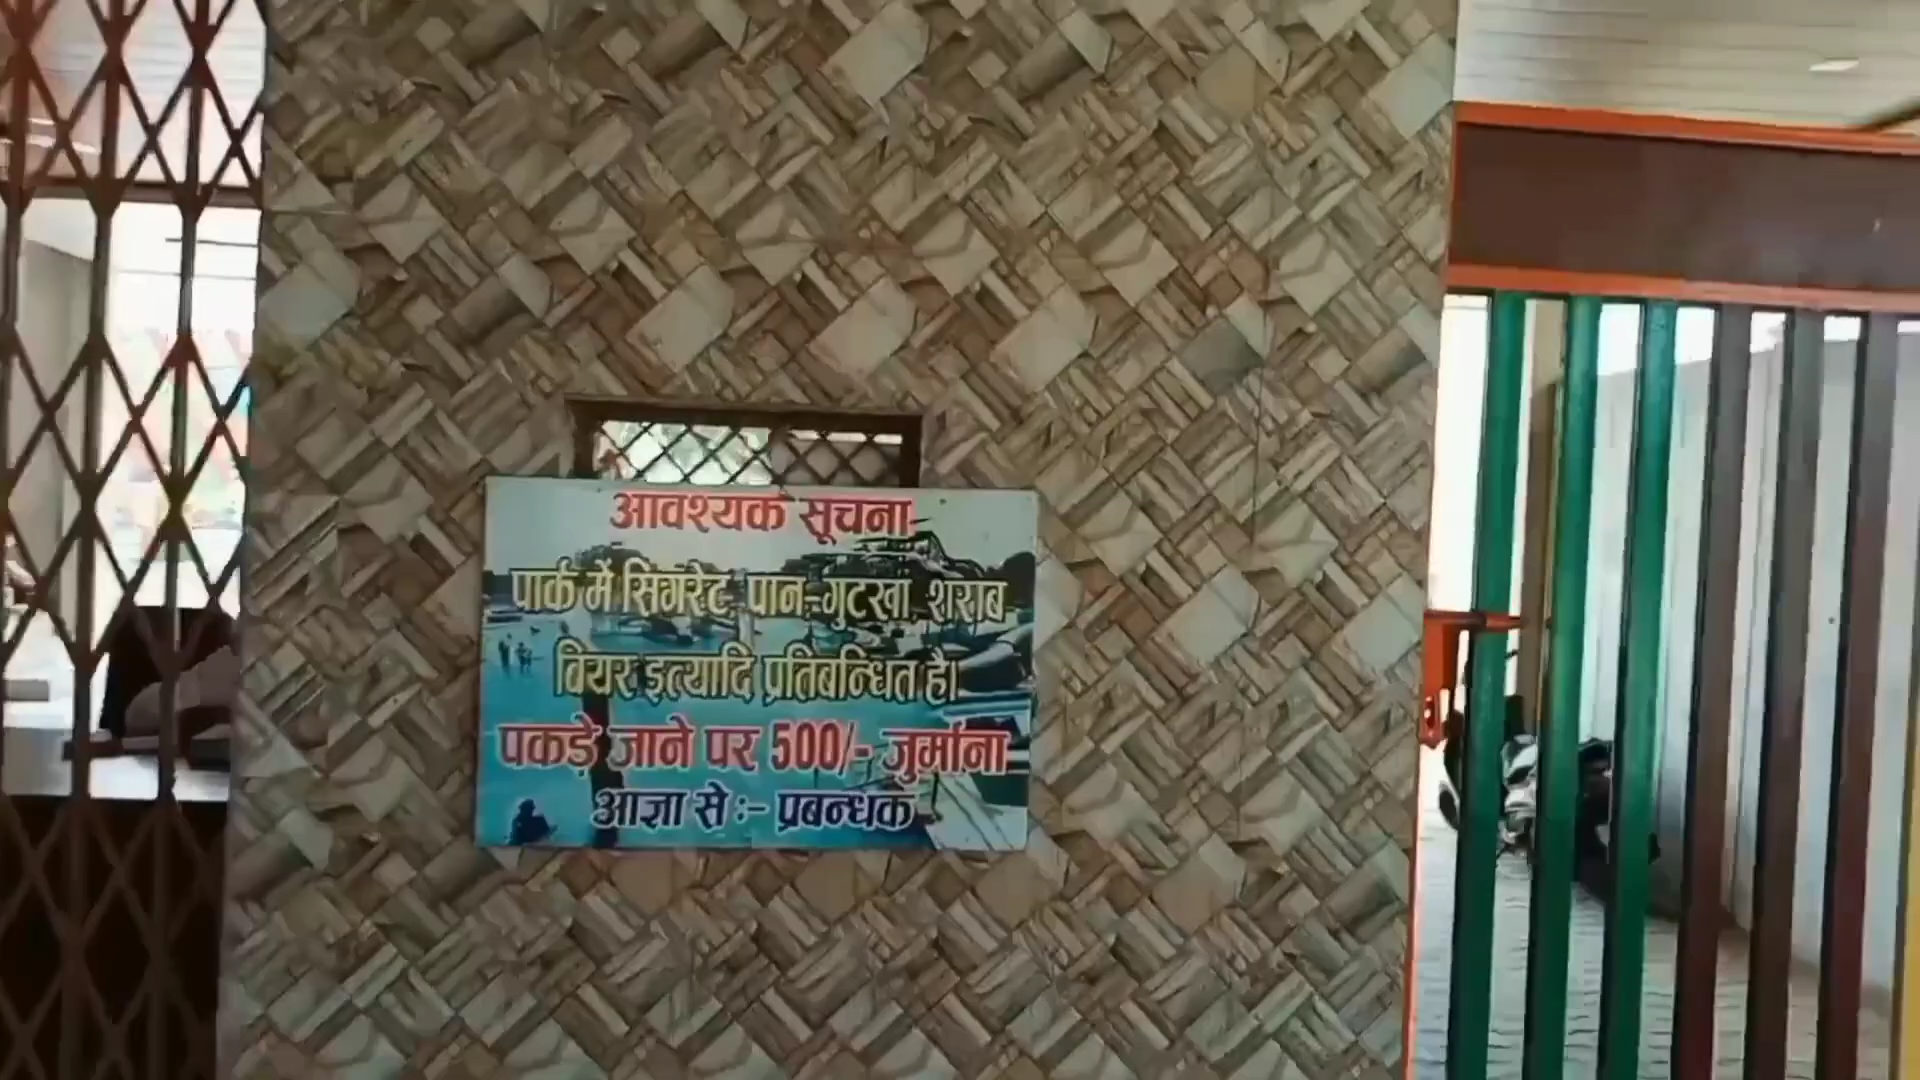 आवश्यक सूचना
पार्क में सिगरेट, पान-गुटखा, शराब
वियर इत्यादि प्रतिबन्धित है।
पकड़े जाने पर 500/- जुर्माना
आज्ञा से :- प्रबन्धक